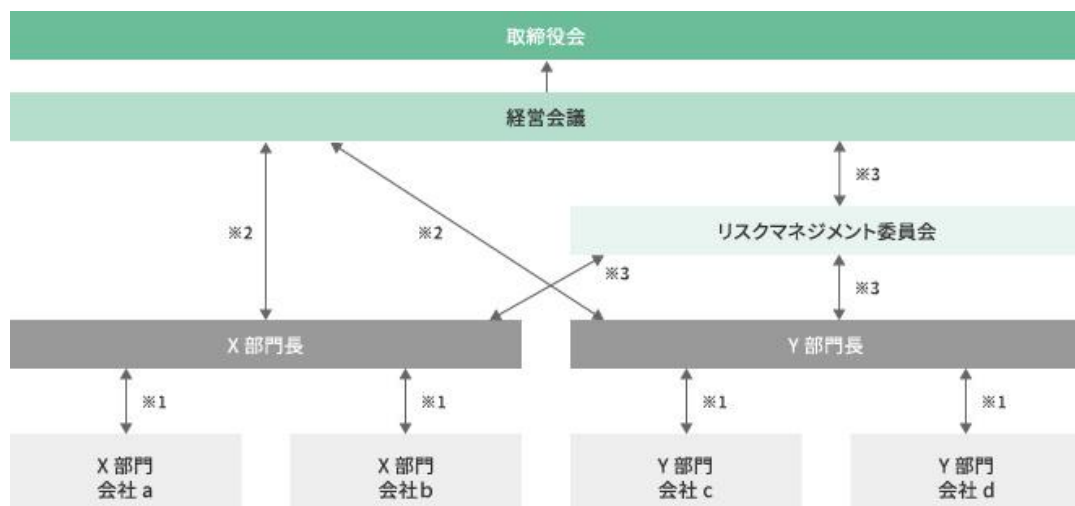 取締役会
経営会議
※3
リスクマネジメント委員会
※2
※2
※3
※3
X 部門長
Y 部門長
※1
※1
※1
※1
X 部門
会社 a
X 部門
会社b
Y 部門
会社 c
Y 部門
会社 d